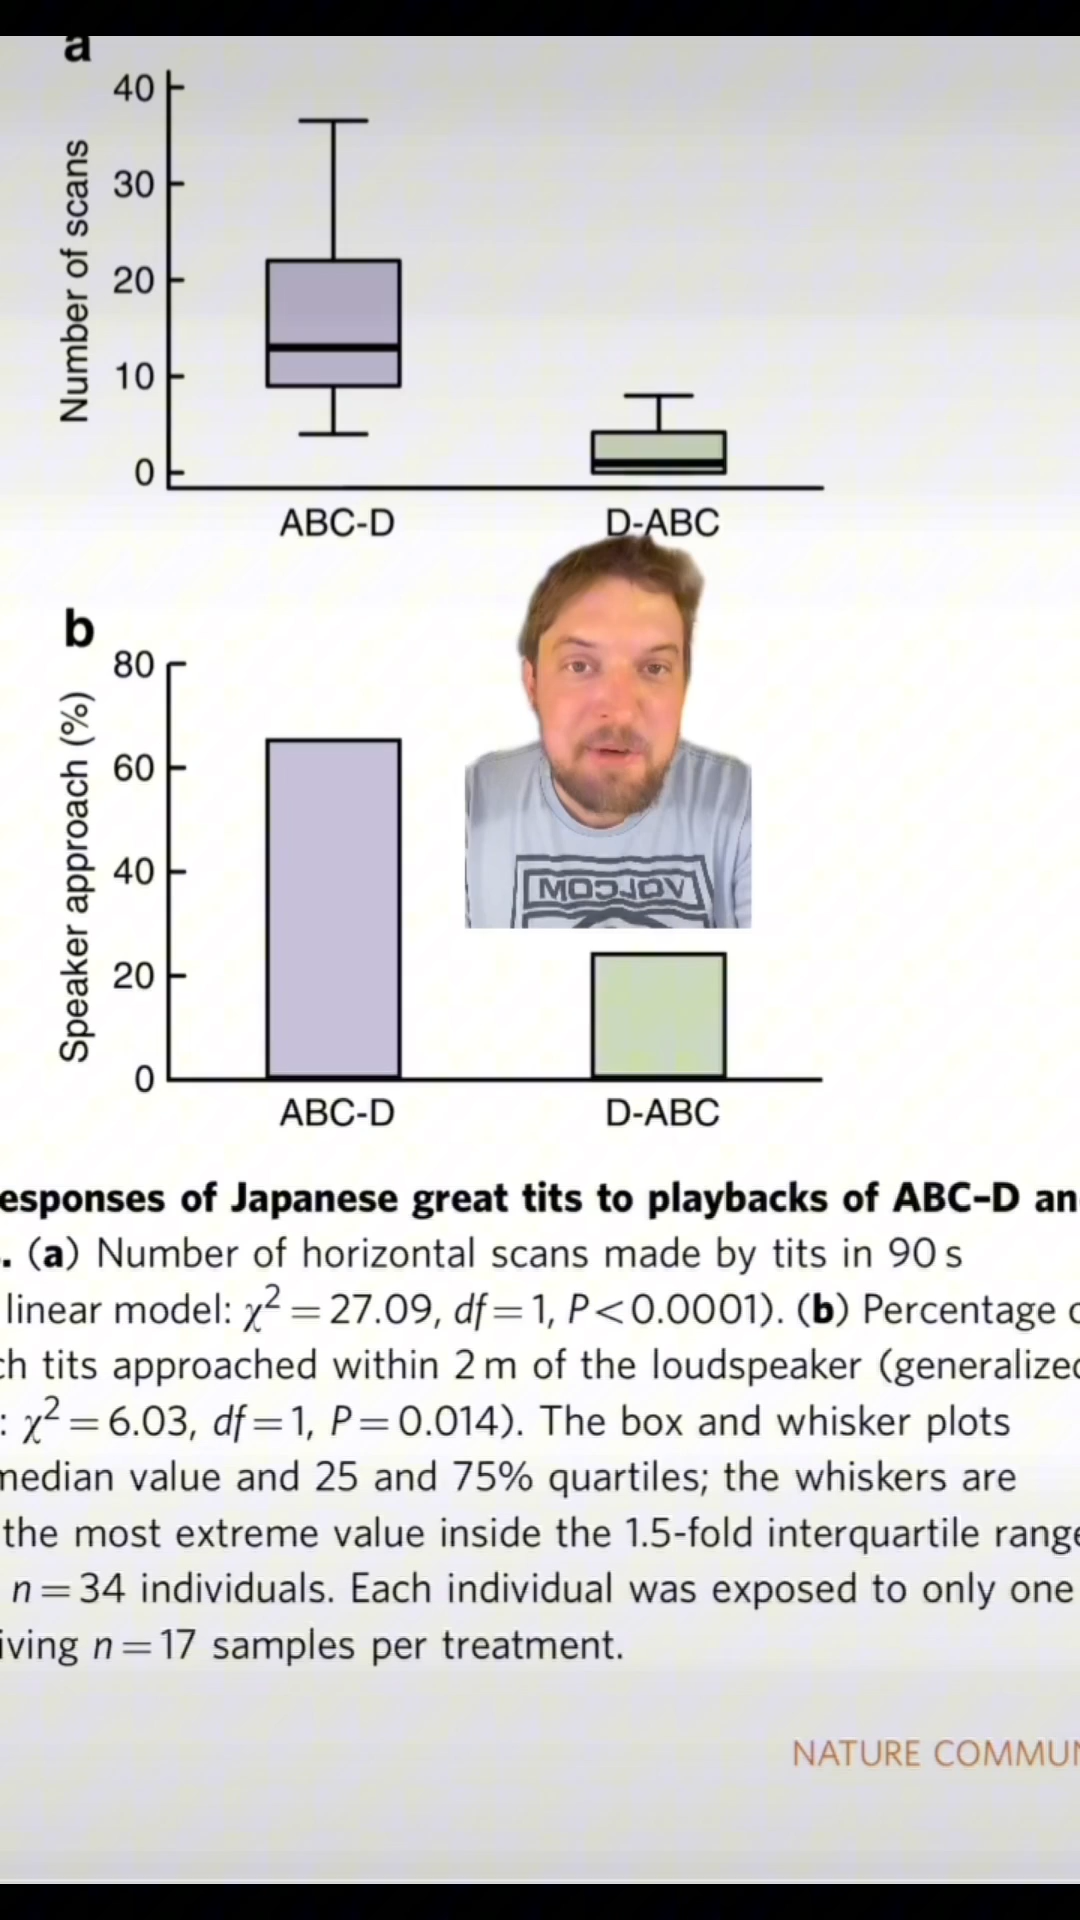 a
40
30
20
10
0
Number of scans
ABC-D
D-ABC
b
80
60
40
20
0
Speaker approach (%)
VOLCOM
ABC-D
D-ABC
esponses of Japanese great tits to playbacks of ABC–D an
. (a) Number of horizontal scans made by tits in 90 s
linear model: χ² = 27.09, df = 1, P < 0.0001). (b) Percentage
ch tits approached within 2 m of the loudspeaker (generalized
: χ² = 6.03, df = 1, P = 0.014). The box and whisker plots
median value and 25 and 75% quartiles; the whiskers are
the most extreme value inside the 1.5-fold interquartile range
n = 34 individuals. Each individual was exposed to only one
iving n = 17 samples per treatment.
NATURE COMMUN